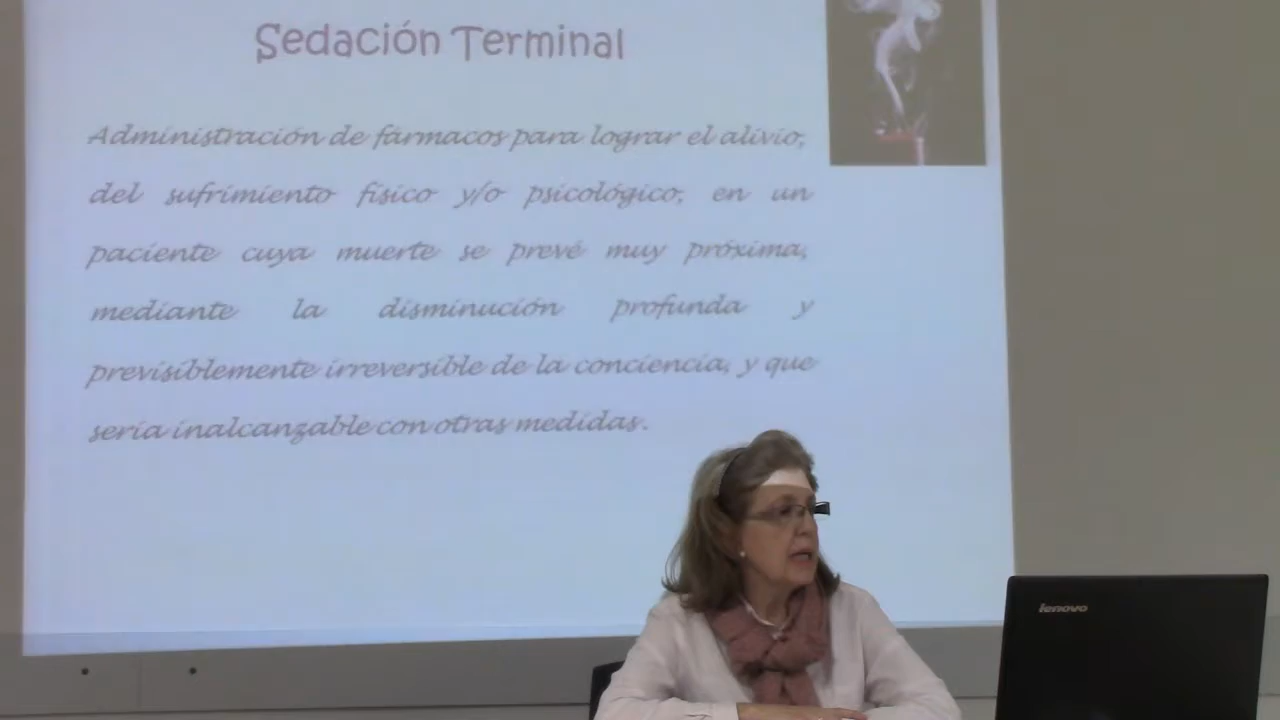 Sedación Terminal
Administración de fármacos para lograr el alivio,
del sufrimiento físico y/o psicológico, en un
paciente cuya muerte se prevé muy próxima,
mediante la disminución profunda y
previsiblemente irreversible de la conciencia, y que
sería inalcanzable con otras medidas.
lenovo